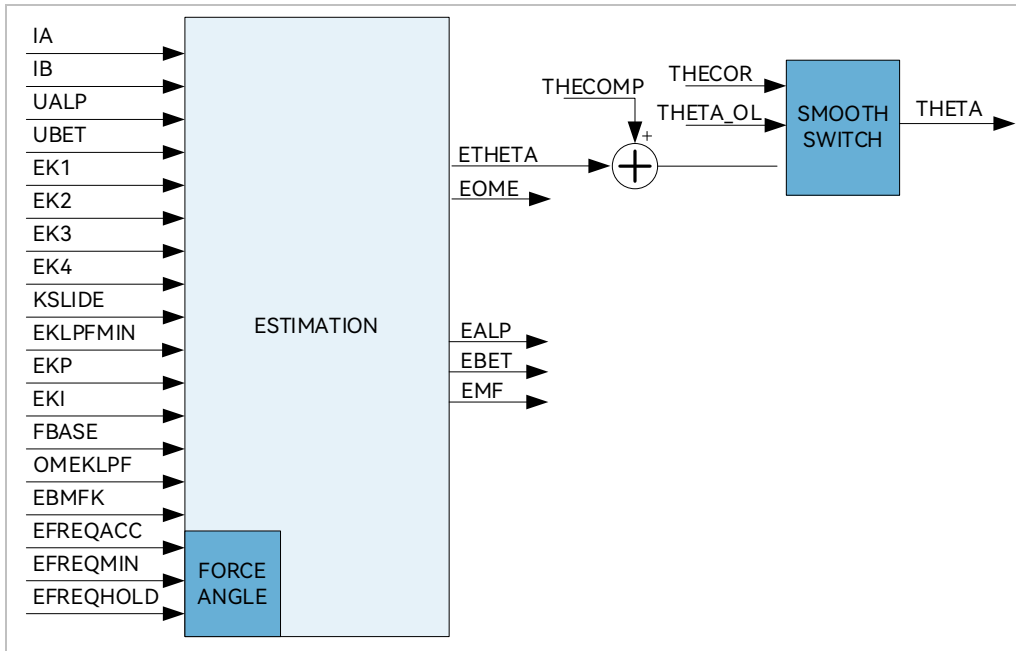 IA
IB
UALP
UBET
EK1
EK2
EK3
EK4
KSLIDE
EKLPFMIN
EKP
EKI
FBASE
OMEKLPF
EBMFK
EFREQACC
EFREQMIN
EFREQHOLD
FORCE
ANGLE
ESTIMATION
ETHETA
EOME
EALP
EBET
EMF
THECOMP
+
+
THECOR
THETA_OL
SMOOTH
SWITCH
THETA